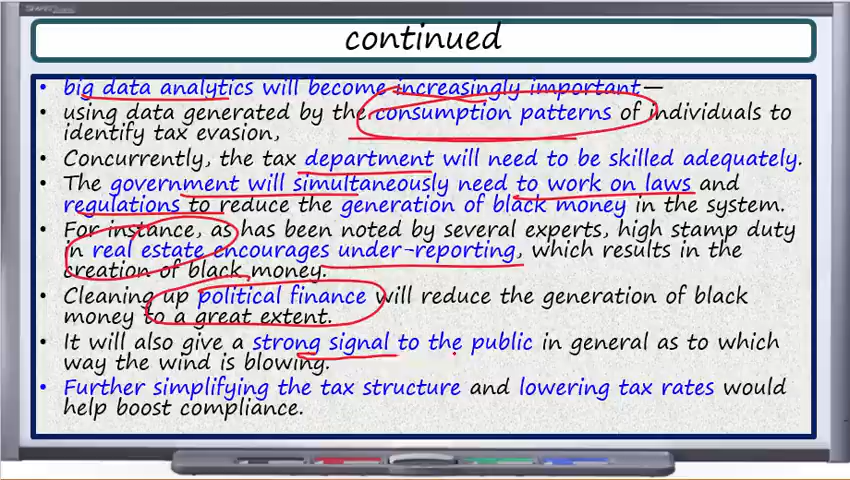 continued
• big data analytics will become increasingly important—
• using data generated by the consumption patterns of individuals to
identify tax evasion,
• Concurrently, the tax department will need to be skilled adequately.
• The government will simultaneously need to work on laws and
regulations to reduce the generation of black money in the system.
• For instance, as has been noted by several experts, high stamp duty
in real estate encourages under-reporting, which results in the
creation of black money.
• Cleaning up political finance will reduce the generation of black
money to a great extent.
• It will also give a strong signal to the public in general as to which
way the wind is blowing.
• Further simplifying the tax structure and lowering tax rates would
help boost compliance.